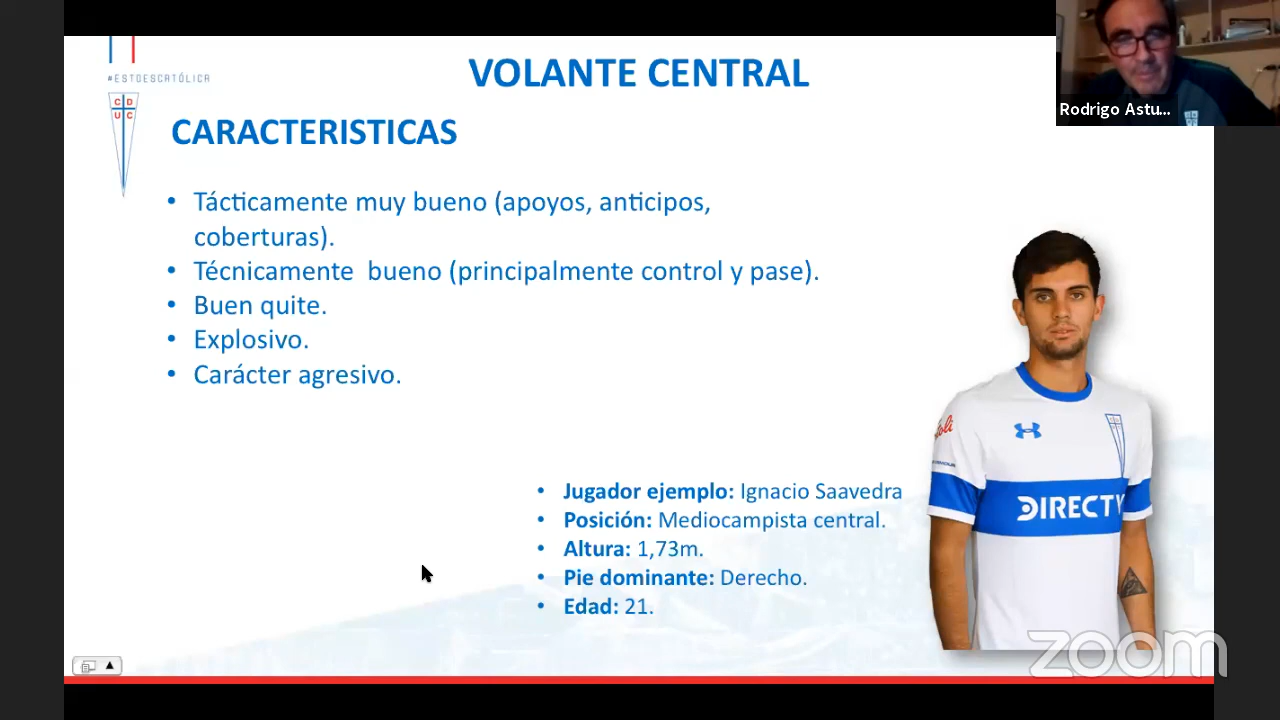 #ESTOESCATÓLICA
C D
U C
VOLANTE CENTRAL
Rodrigo Astu...
CARACTERISTICAS
• Tácticamente muy bueno (apoyos, anticipos,
coberturas).
• Técnicamente bueno (principalmente control y pase).
• Buen quite.
• Explosivo.
• Carácter agresivo.
• Jugador ejemplo: Ignacio Saavedra
• Posición: Mediocampista central.
• Altura: 1,73m.
• Pie dominante: Derecho.
• Edad: 21.
DIRECTV
zoom